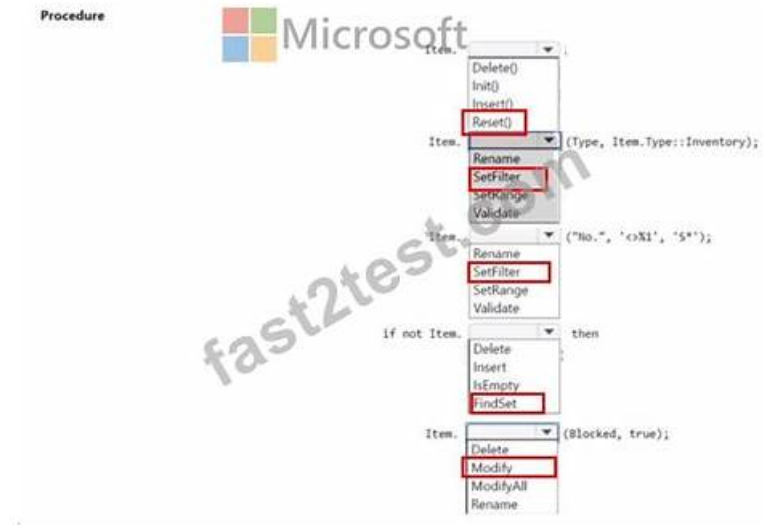 Procedure
Microsoft
Item. ;
Delete()
Init()
Insert()
Reset()
Item. (Type, Item.Type::Inventory);
Rename
SetFilter
SetRange
Validate
Item. ("No.", '<>%1', 'S*');
Rename
SetFilter
SetRange
Validate
if not Item. then
;
Delete
Insert
IsEmpty
FindSet
Item. (Blocked, true);
Delete
Modify
ModifyAll
Rename
fast2test.com